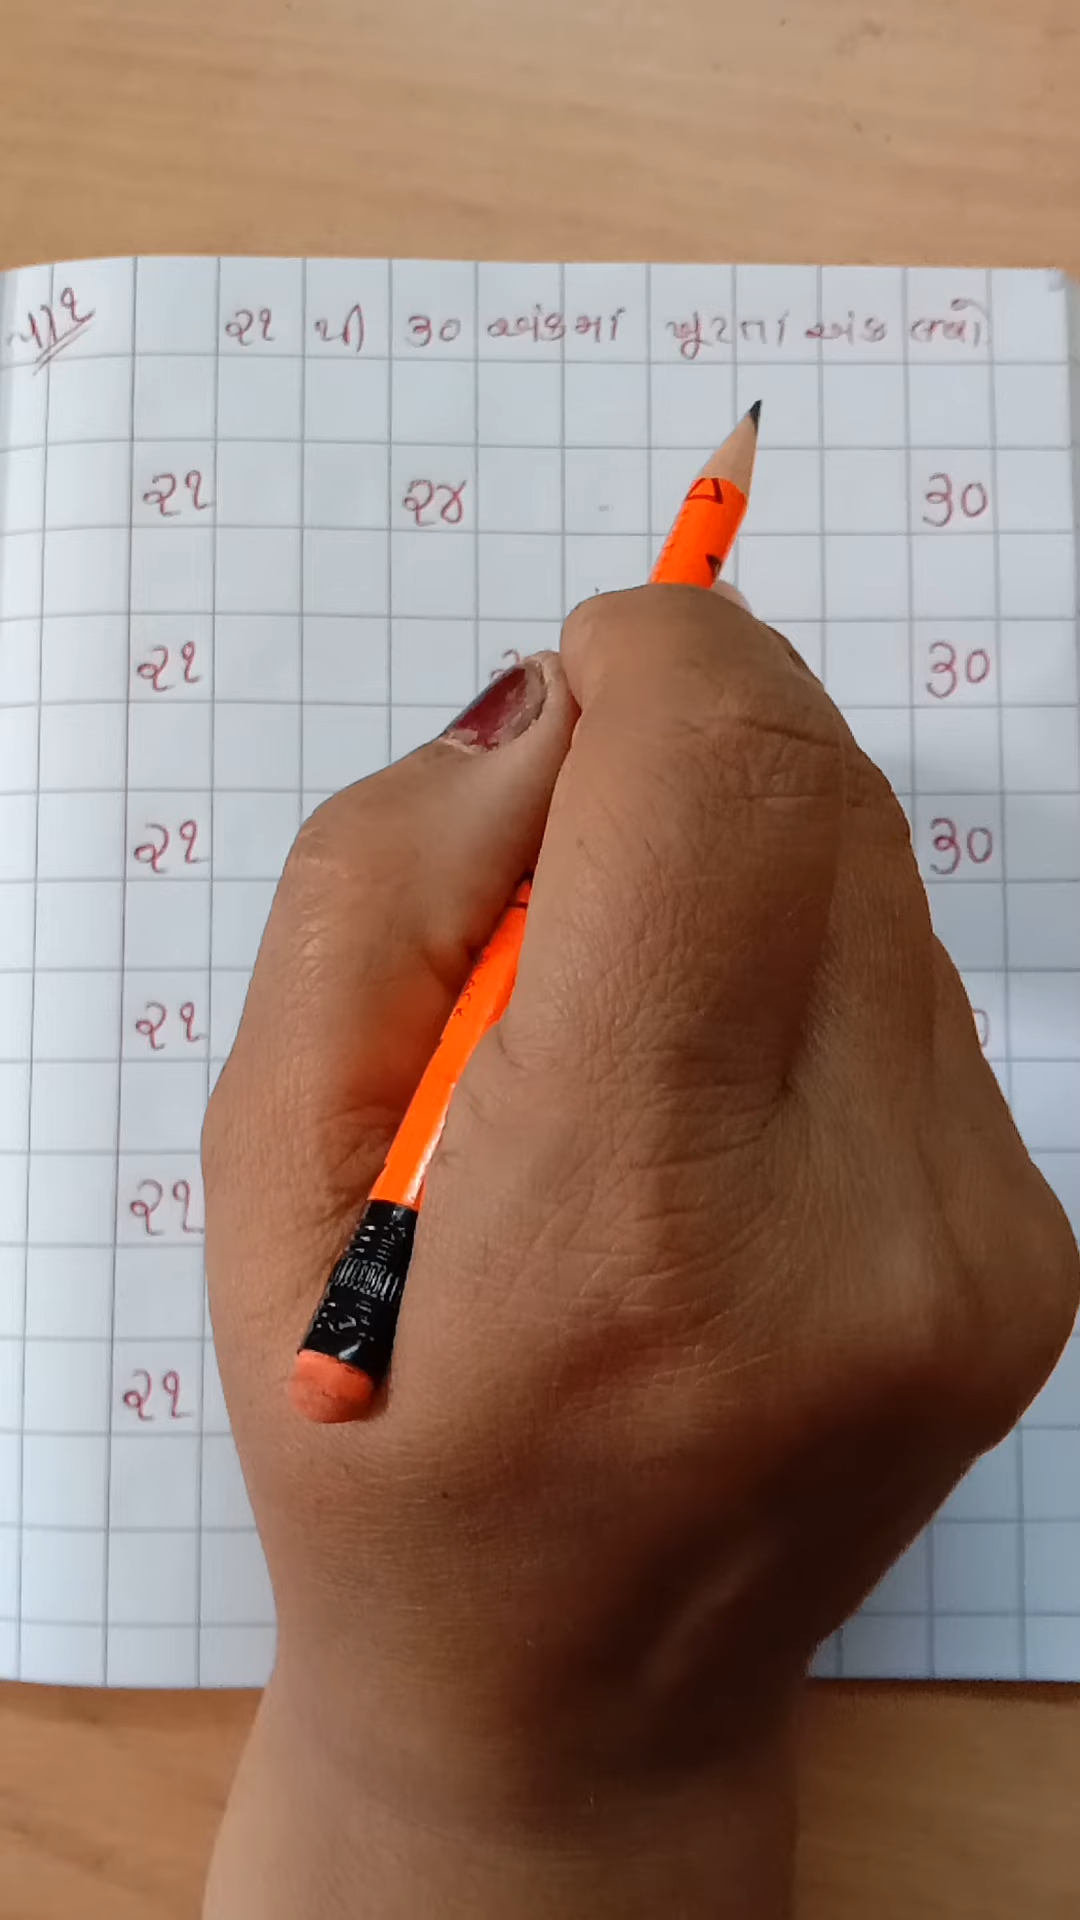 ૨૧ થી ૩૦ અંકમાં ખૂટતાં અંક લખો
૨૧ ૨૪ ૩૦
૨૧ ૩૦
૨૧ ૩૦
૨૧
૨૧
૨૧